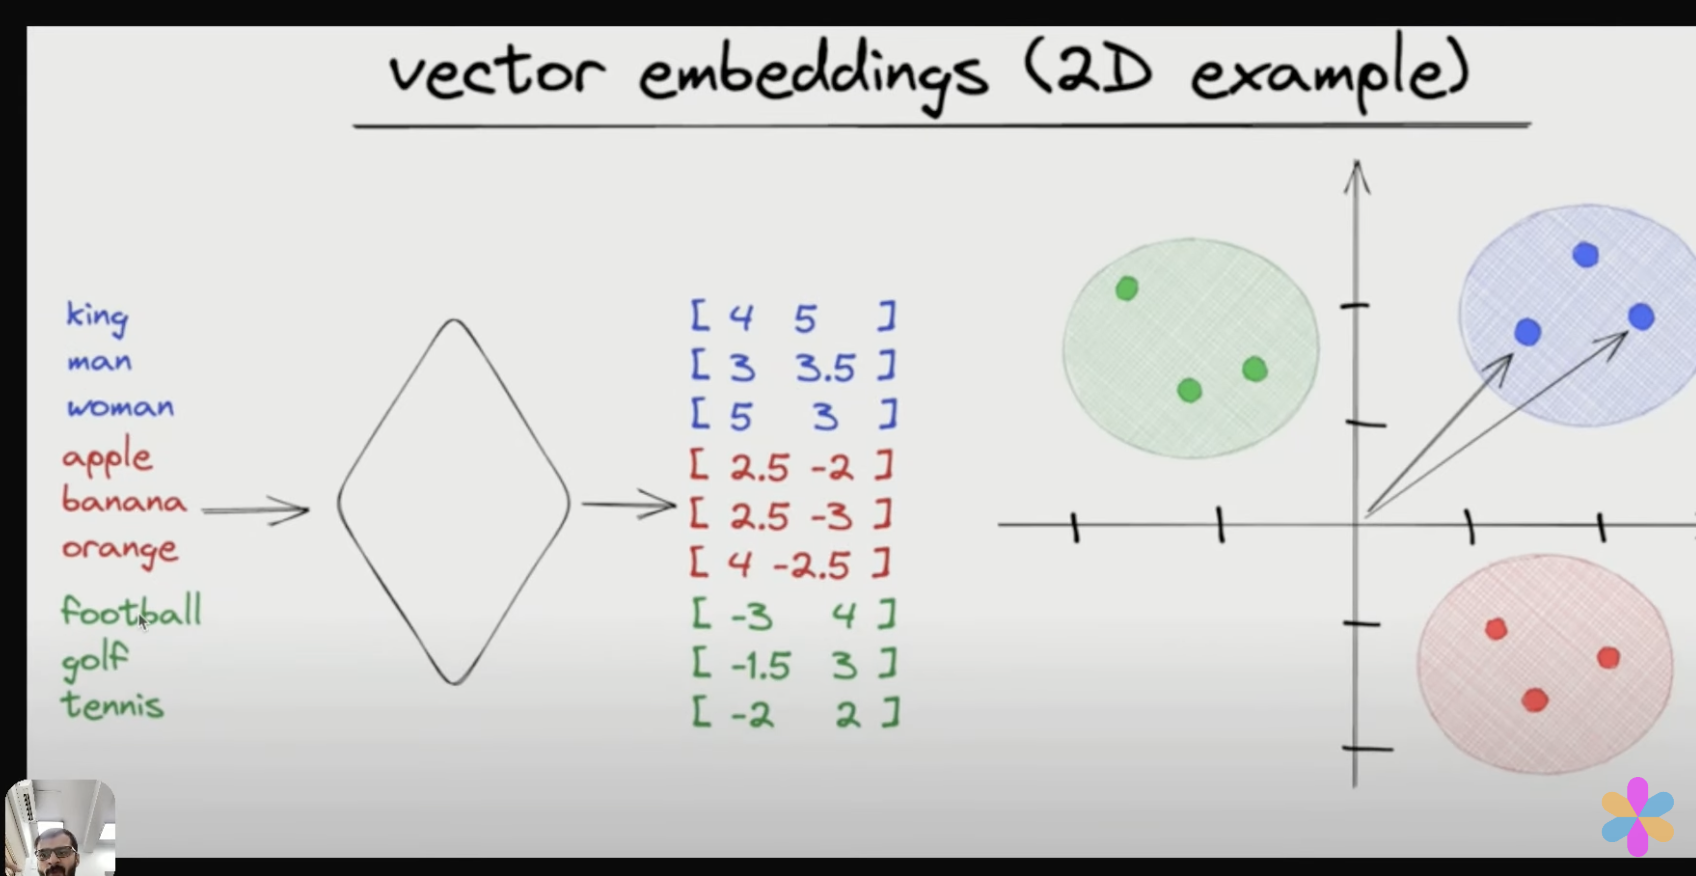 vector embeddings (2D example)
king
man
woman
apple
banana
orange
football
golf
tennis
[ 4 5 ]
[ 3 3.5 ]
[ 5 3 ]
[ 2.5 -2 ]
[ 2.5 -3 ]
[ 4 -2.5 ]
[ -3 4 ]
[ -1.5 3 ]
[ -2 2 ]